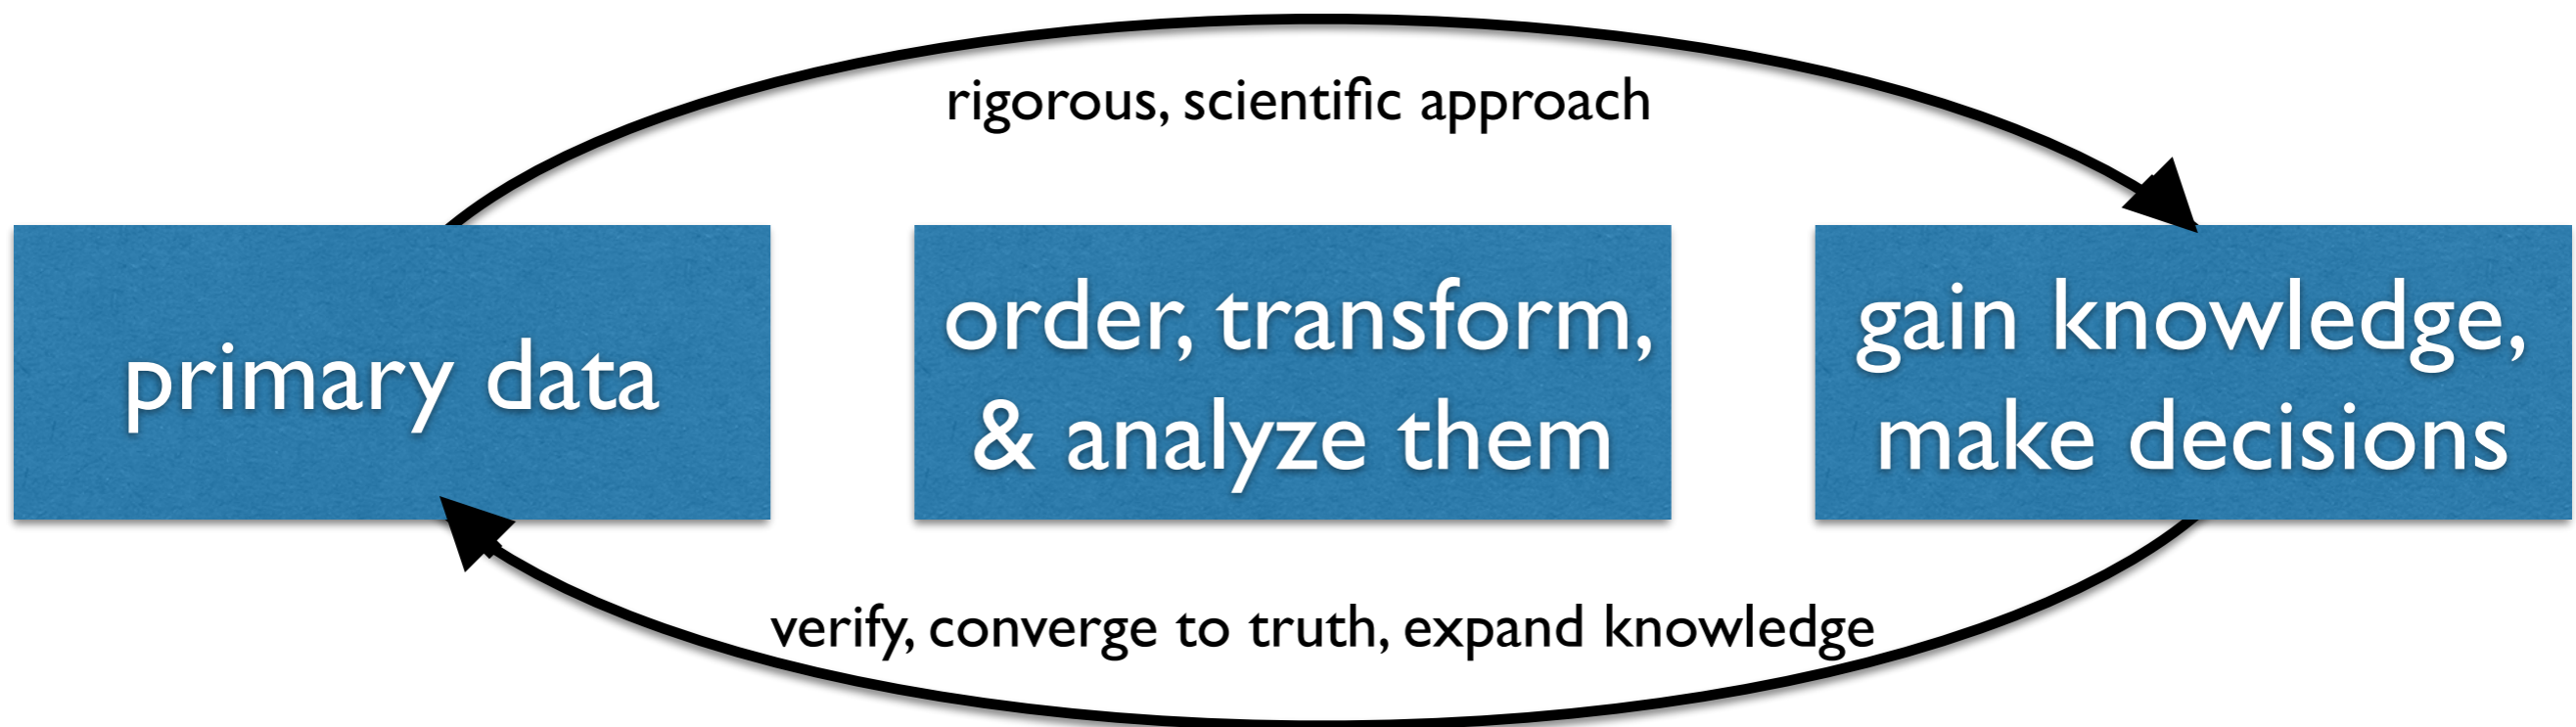 rigorous, scientific approach
primary data
order, transform,
& analyze them
gain knowledge,
make decisions
verify, converge to truth, expand knowledge